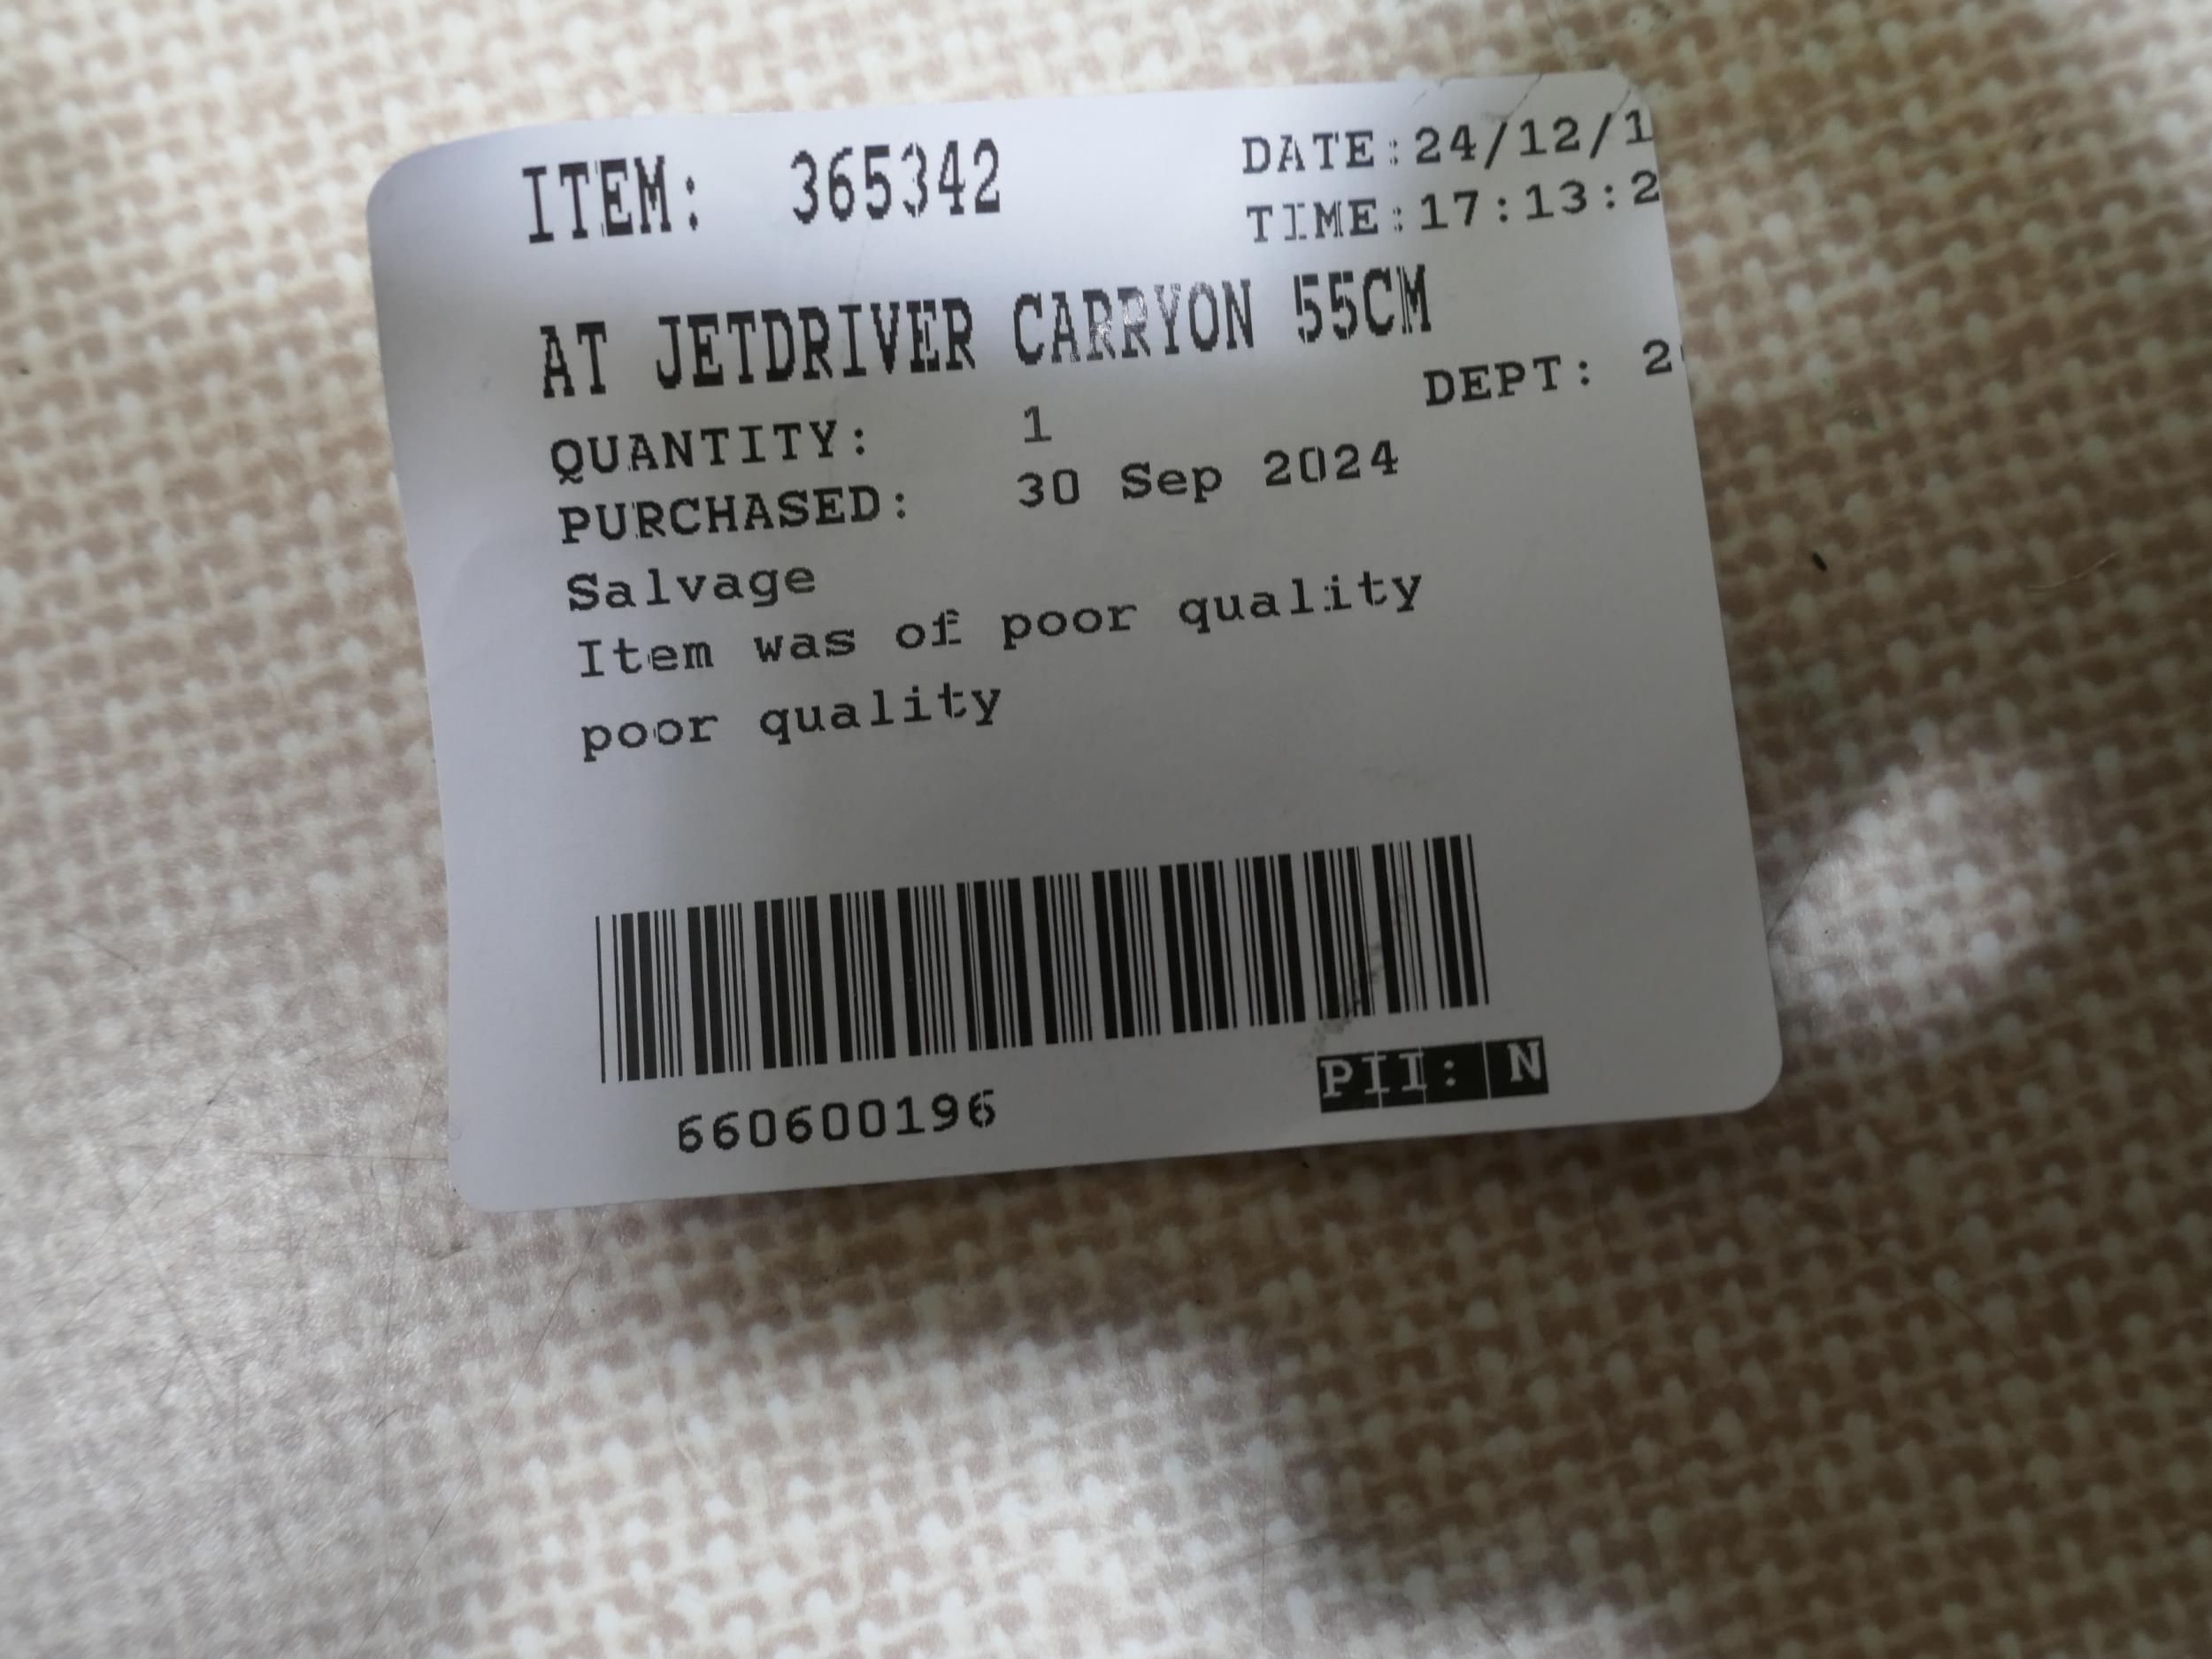 ITEM: 365342
DATE:24/12/1
TIME:17:13:2
AT JETDRIVER CARRYON 55CM
DEPT: 2
QUANTITY: 1
PURCHASED: 30 Sep 2024
Salvage
Item was of poor quality
poor quality
660600196
PII: N